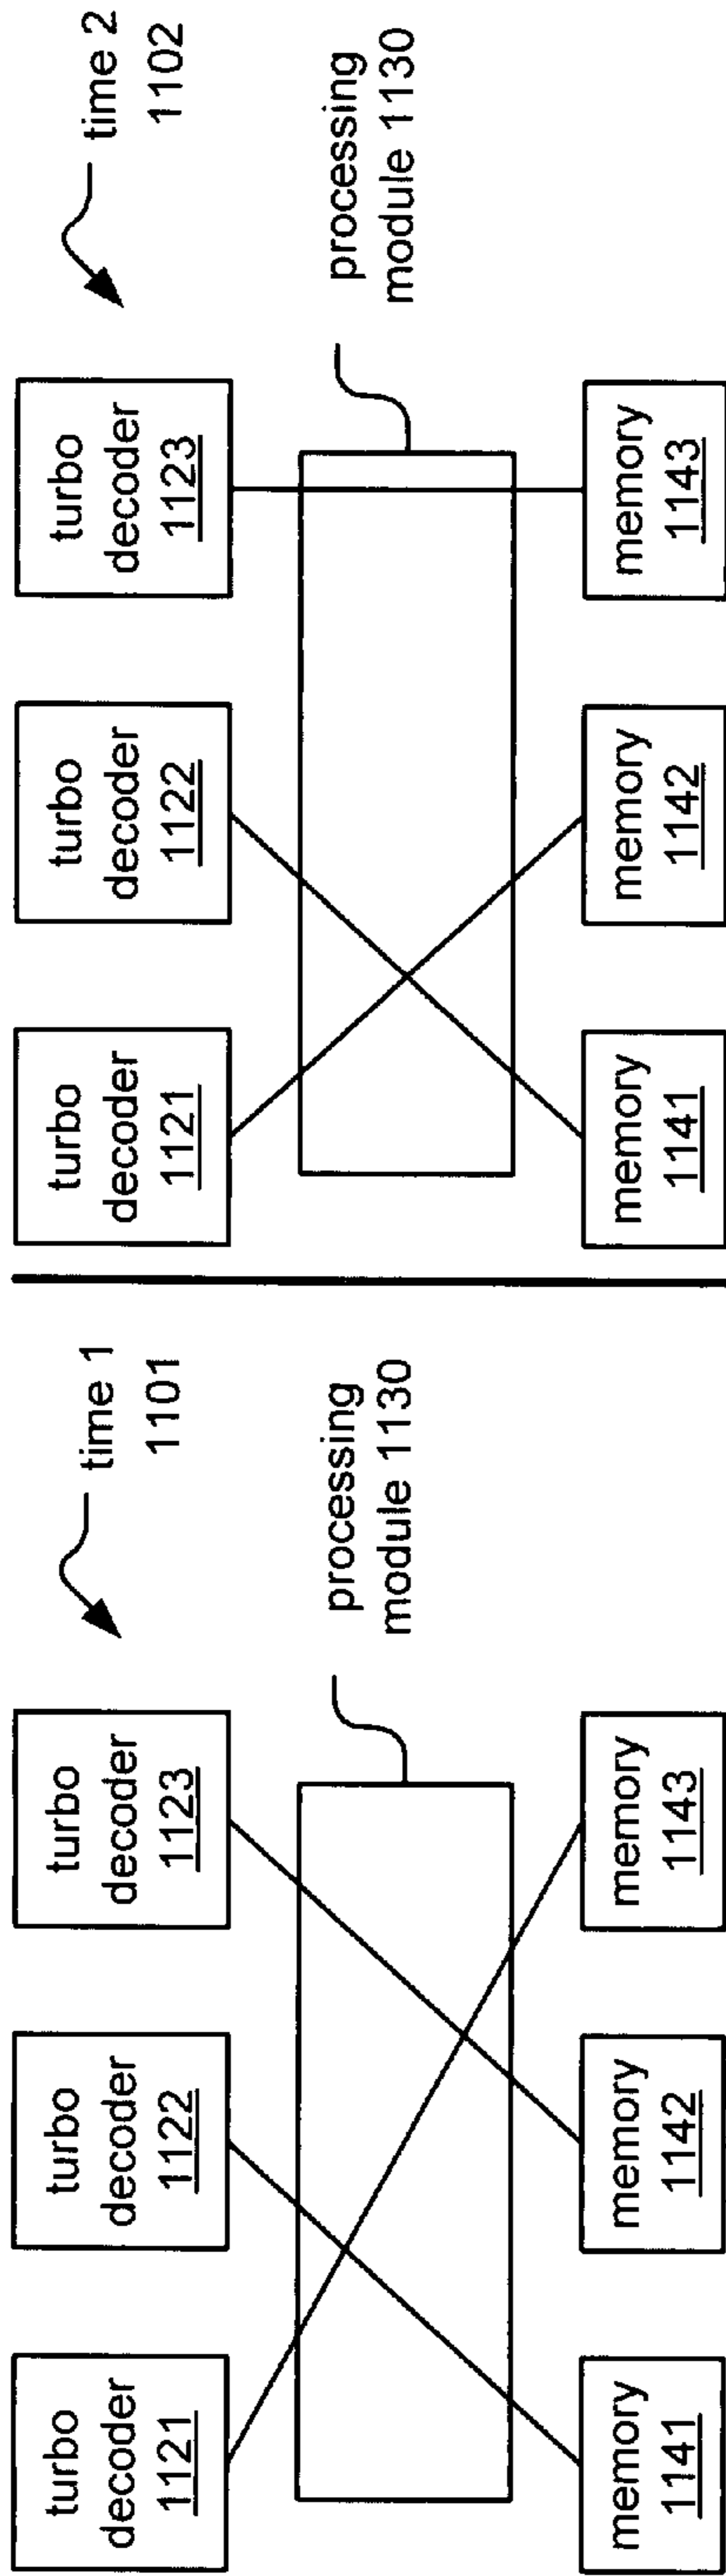 turbo
decoder
1121
turbo
decoder
1122
turbo
decoder
1123
time 1
1101
processing
module 1130
memory
1141
memory
1142
memory
1143
turbo
decoder
1121
turbo
decoder
1122
turbo
decoder
1123
time 2
1102
processing
module 1130
memory
1141
memory
1142
memory
1143